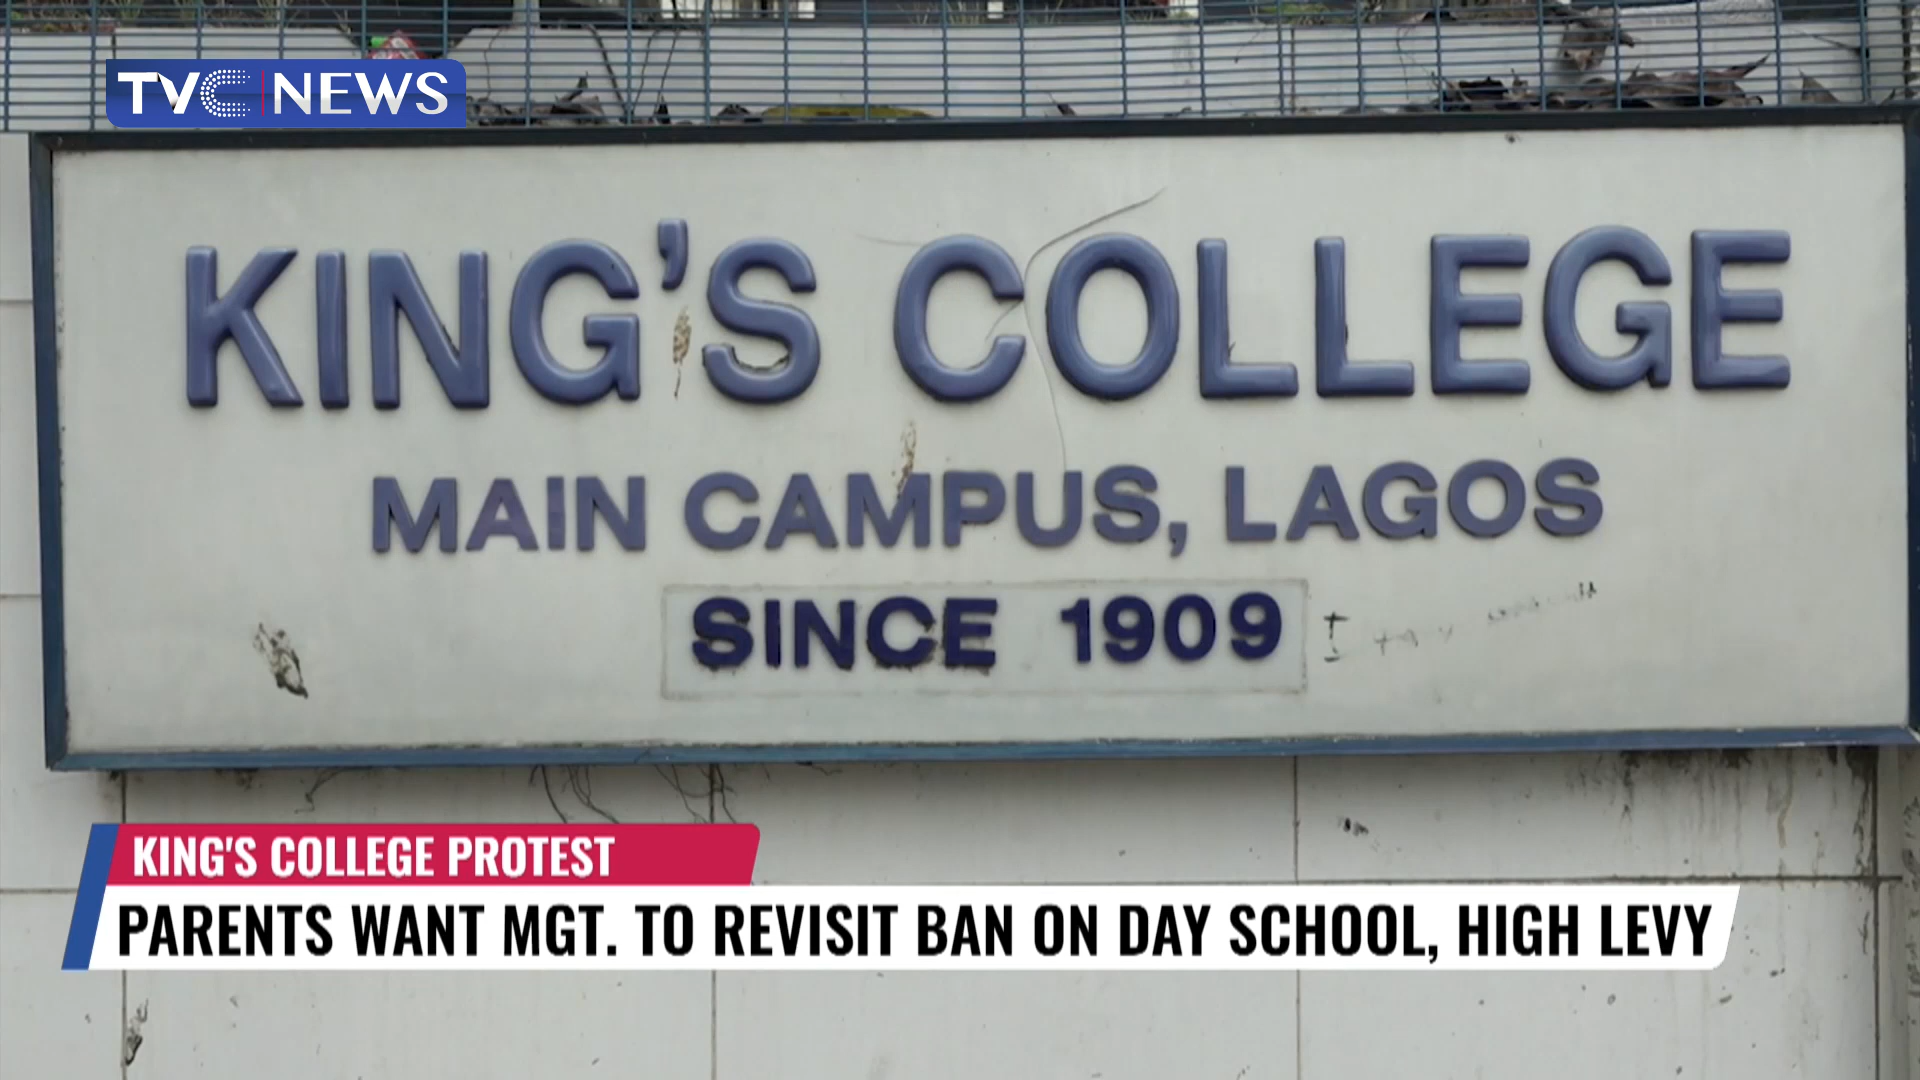 TVC NEWS
KING'S COLLEGE
MAIN CAMPUS, LAGOS
SINCE 1909
KING'S COLLEGE PROTEST
PARENTS WANT MGT. TO REVISIT BAN ON DAY SCHOOL, HIGH LEVY